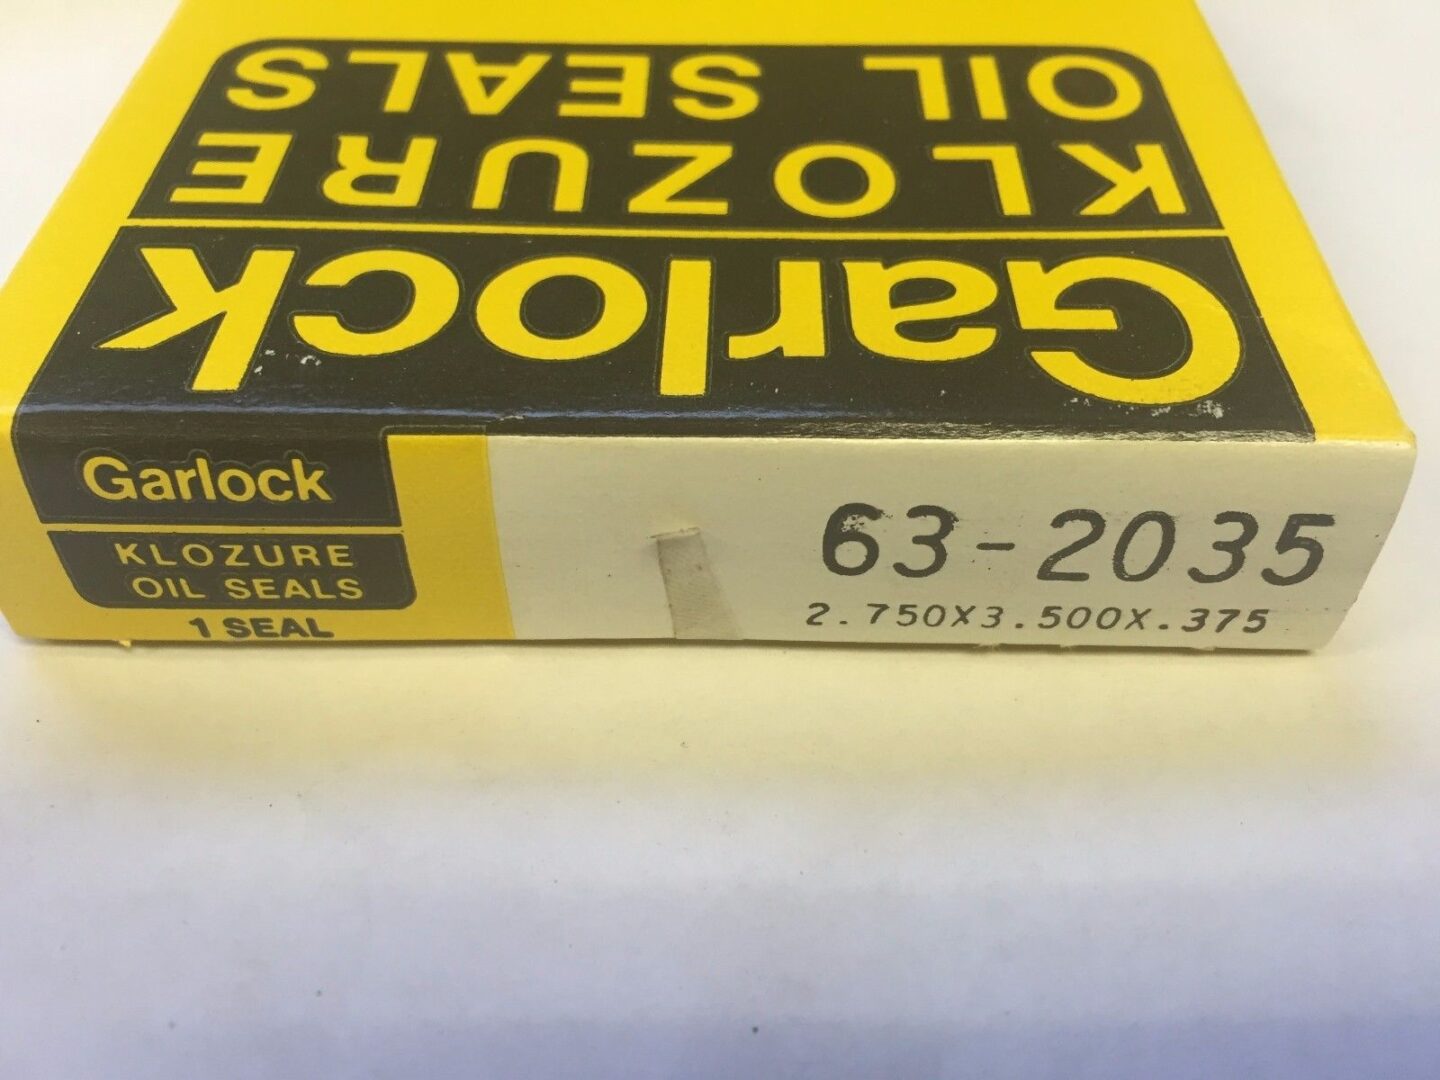 Garlock
KLOZURE
OIL SEALS
Garlock
KLOZURE
OIL SEALS
1 SEAL
63-2035
2.750X3.500X.375